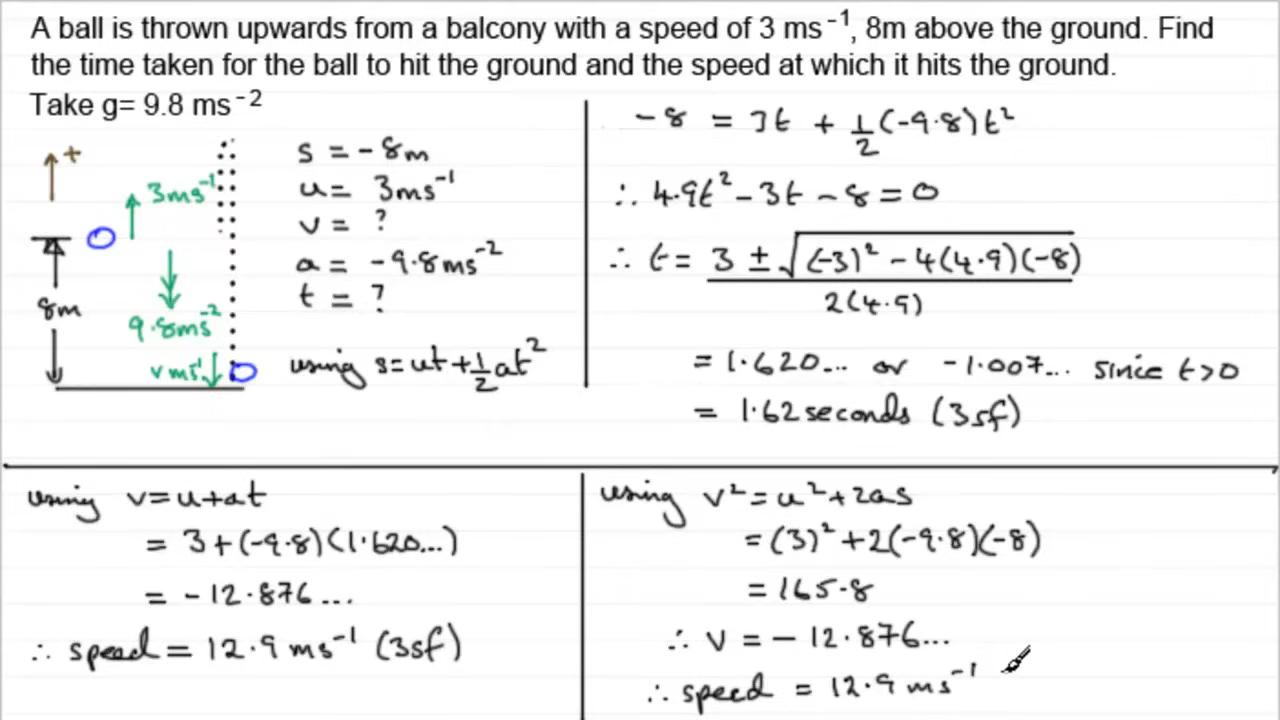 A ball is thrown upwards from a balcony with a speed of 3 ms⁻¹, 8m above the ground. Find
the time taken for the ball to hit the ground and the speed at which it hits the ground.
Take g= 9.8 ms⁻²
+
3ms⁻¹
8m
9.8ms⁻²
v ms⁻¹
s = -8m
u = 3ms⁻¹
v = ?
a = -9.8ms⁻²
t = ?
using s=ut+½at²
-8 = 3t + ½(-9.8)t²
∴ 4.9t² - 3t - 8 = 0
∴ t = (3 ± √((-3)² - 4(4.9)(-8))) / 2(4.9)
= 1.620... or -1.007... since t>0
= 1.62 seconds (3sf)
using v=u+at
= 3+(-9.8)(1.620...)
= -12.876...
∴ speed = 12.9 ms⁻¹ (3sf)
using v²=u²+2as
= (3)²+2(-9.8)(-8)
= 165.8
∴ v = -12.876...
∴ speed = 12.9 ms⁻¹